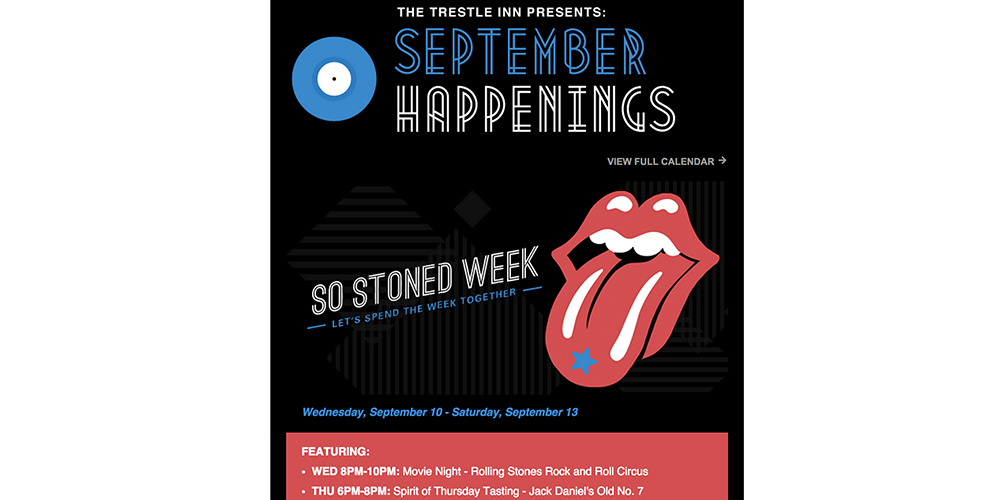 THE TRESTLE INN PRESENTS:
SEPTEMBER
HAPPENINGS
VIEW FULL CALENDAR →
SO STONED WEEK
LET'S SPEND THE WEEK TOGETHER
Wednesday, September 10 - Saturday, September 13
FEATURING:
• WED 8PM-10PM: Movie Night - Rolling Stones Rock and Roll Circus
• THU 6PM-8PM: Spirit of Thursday Tasting - Jack Daniel's Old No. 7